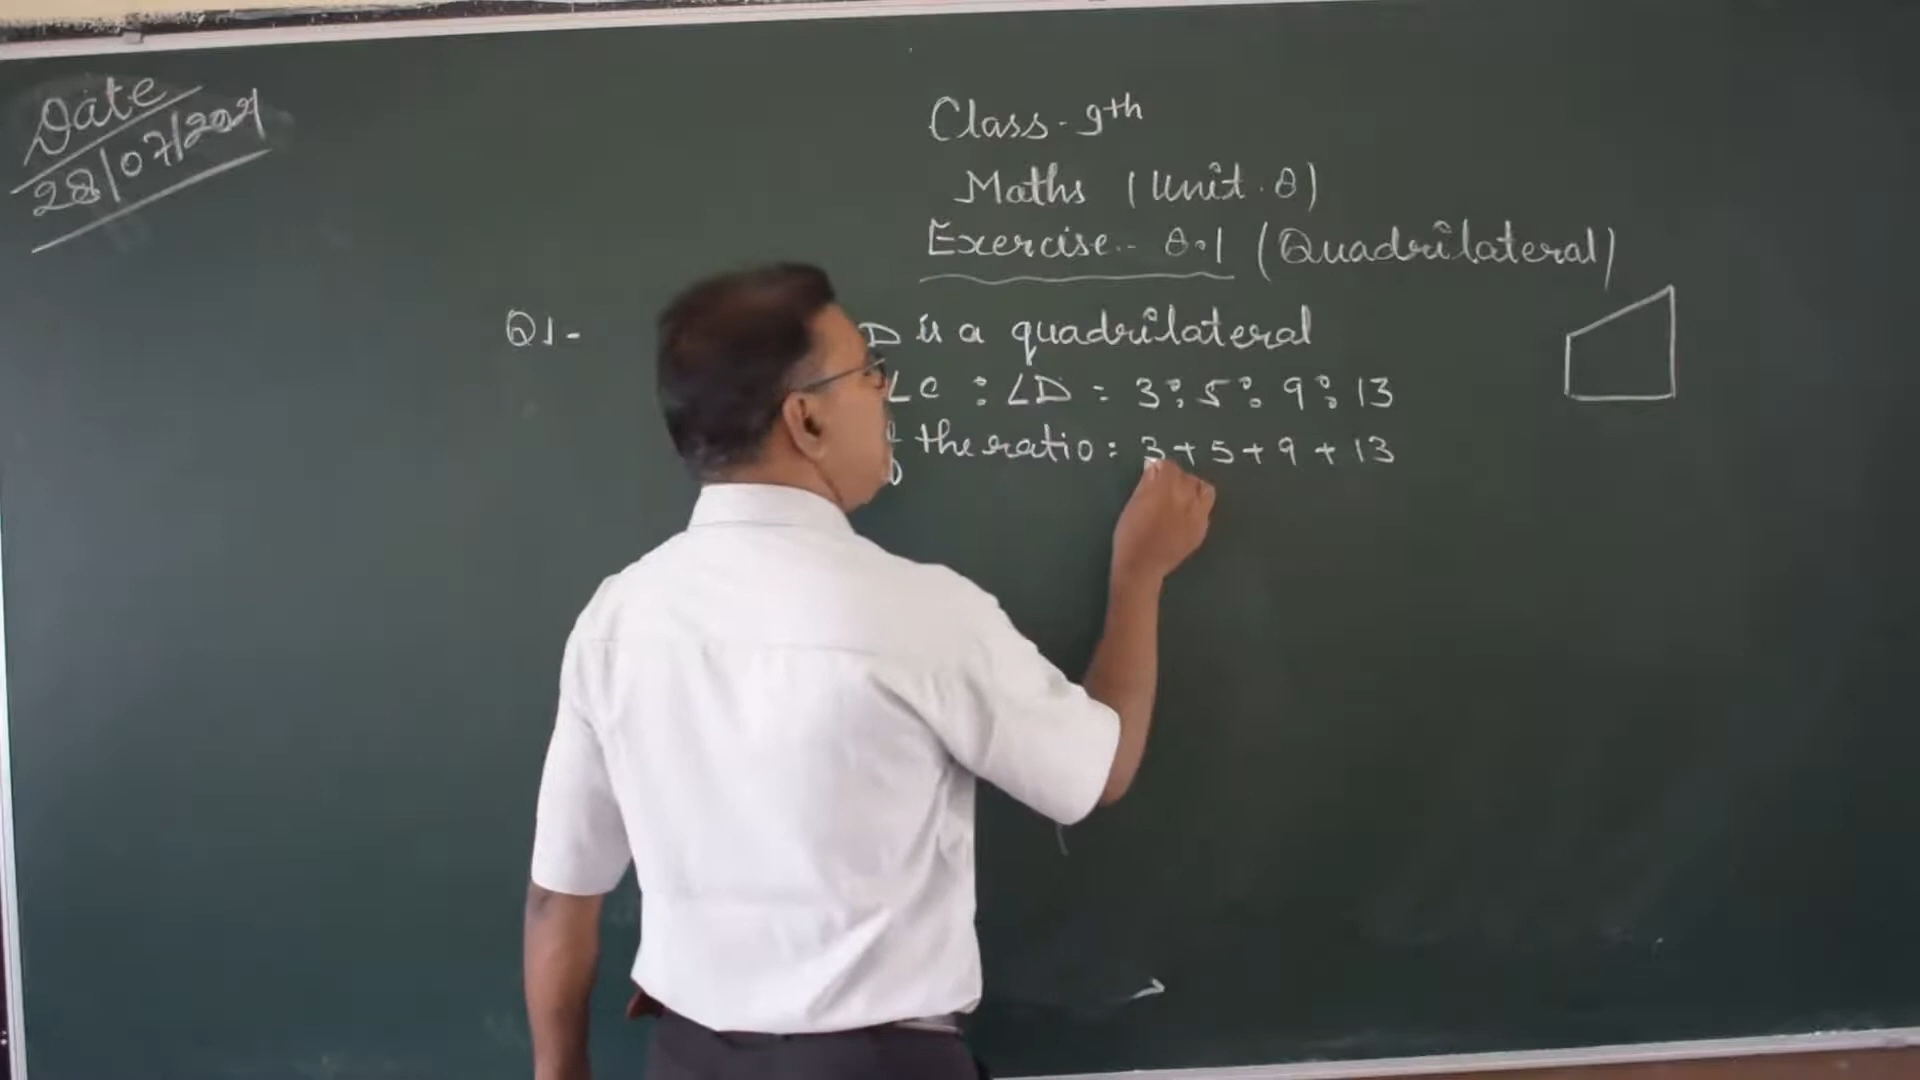 Date
28/07/2021
Class-9th
Maths (Unit.8)
Exercise-- 8.1 (Quadrilateral)
Q1- D is a quadrilateral
∠C : ∠D = 3:5:9:13
the ratio = 3+5+9+13